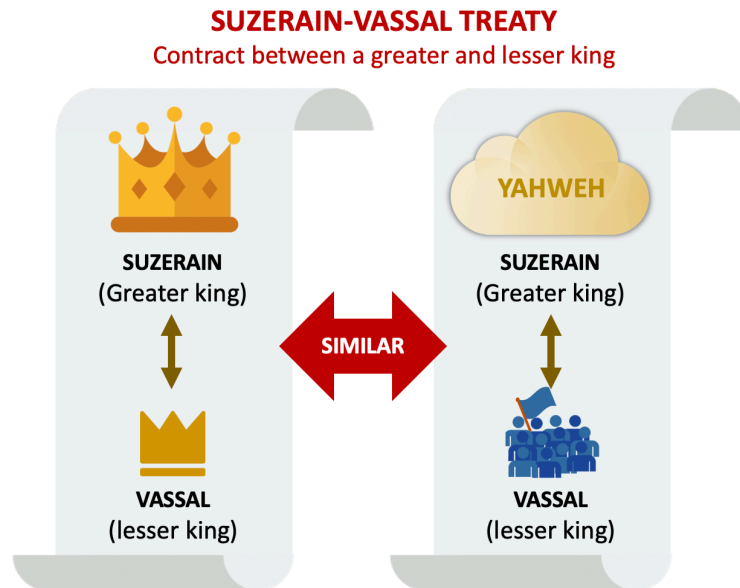 SUZERAIN-VASSAL TREATY
Contract between a greater and lesser king
SUZERAIN
(Greater king)
VASSAL
(lesser king)
SIMILAR
YAHWEH
SUZERAIN
(Greater king)
VASSAL
(lesser king)